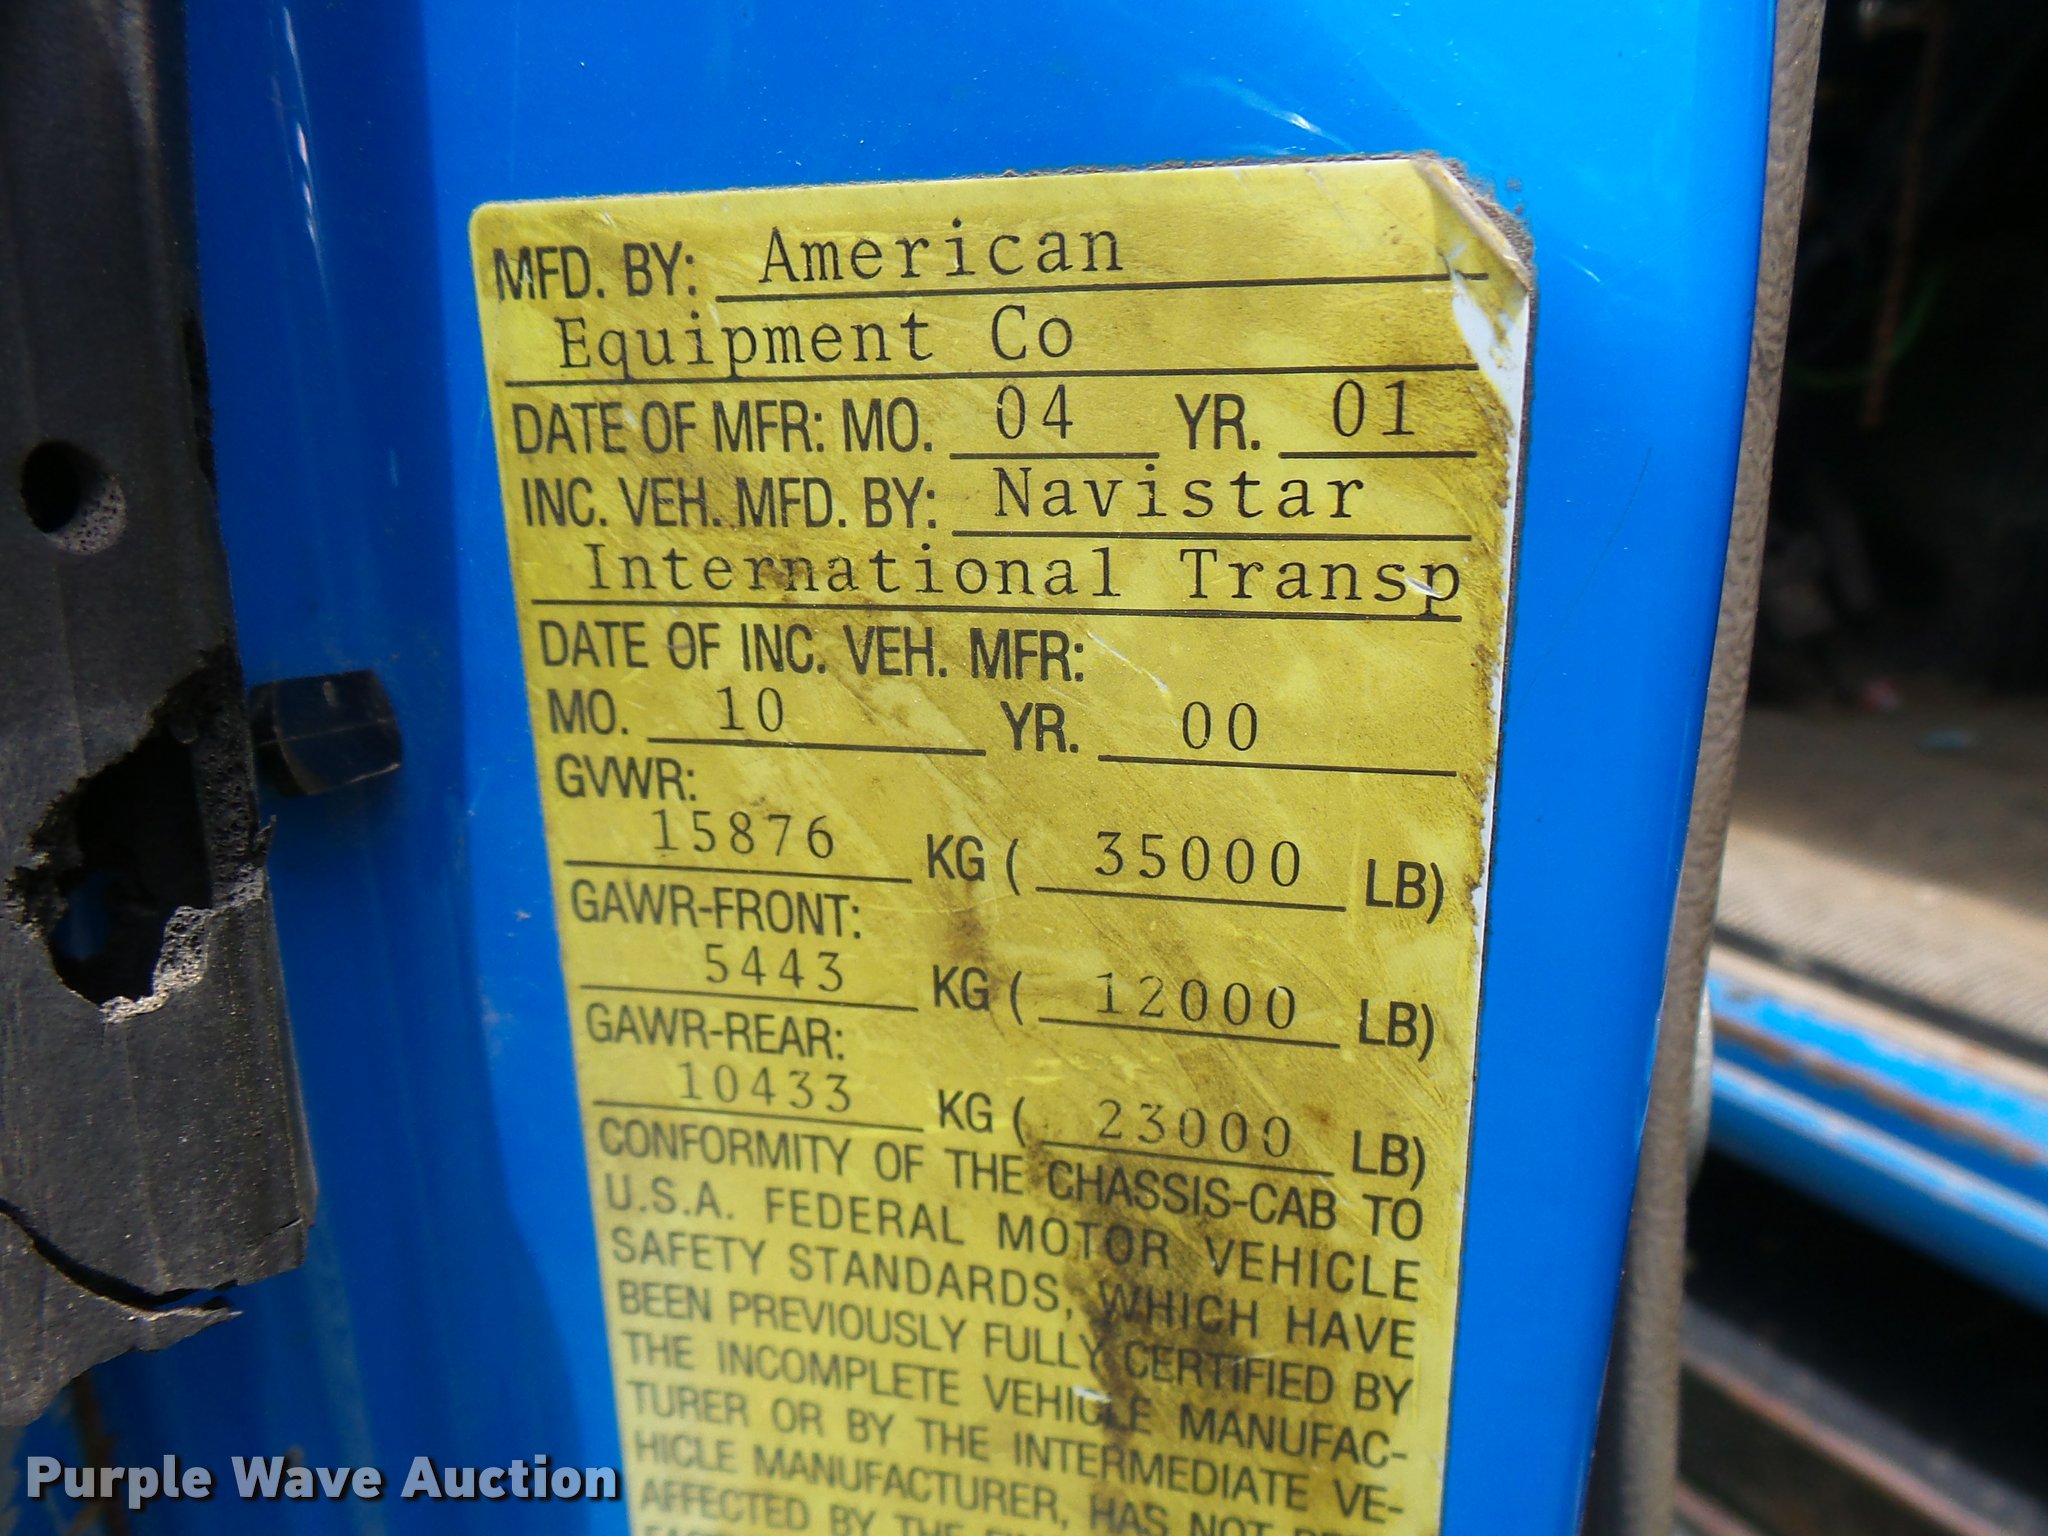 MFD. BY: American
Equipment Co
DATE OF MFR: MO. 04 YR. 01
INC. VEH. MFD. BY: Navistar
International Transp
DATE OF INC. VEH. MFR:
MO. 10 YR. 00
GVWR:
15876 KG ( 35000 LB)
GAWR-FRONT:
5443 KG ( 12000 LB)
GAWR-REAR:
10433 KG ( 23000 LB)
CONFORMITY OF THE CHASSIS-CAB TO
U.S.A. FEDERAL MOTOR VEHICLE
SAFETY STANDARDS, WHICH HAVE
BEEN PREVIOUSLY FULLY CERTIFIED BY
THE INCOMPLETE VEHICLE MANUFAC-
TURER OR BY THE INTERMEDIATE VE-
HICLE MANUFACTURER, HAS NOT
AFFECTED BY THE
Purple Wave Auction